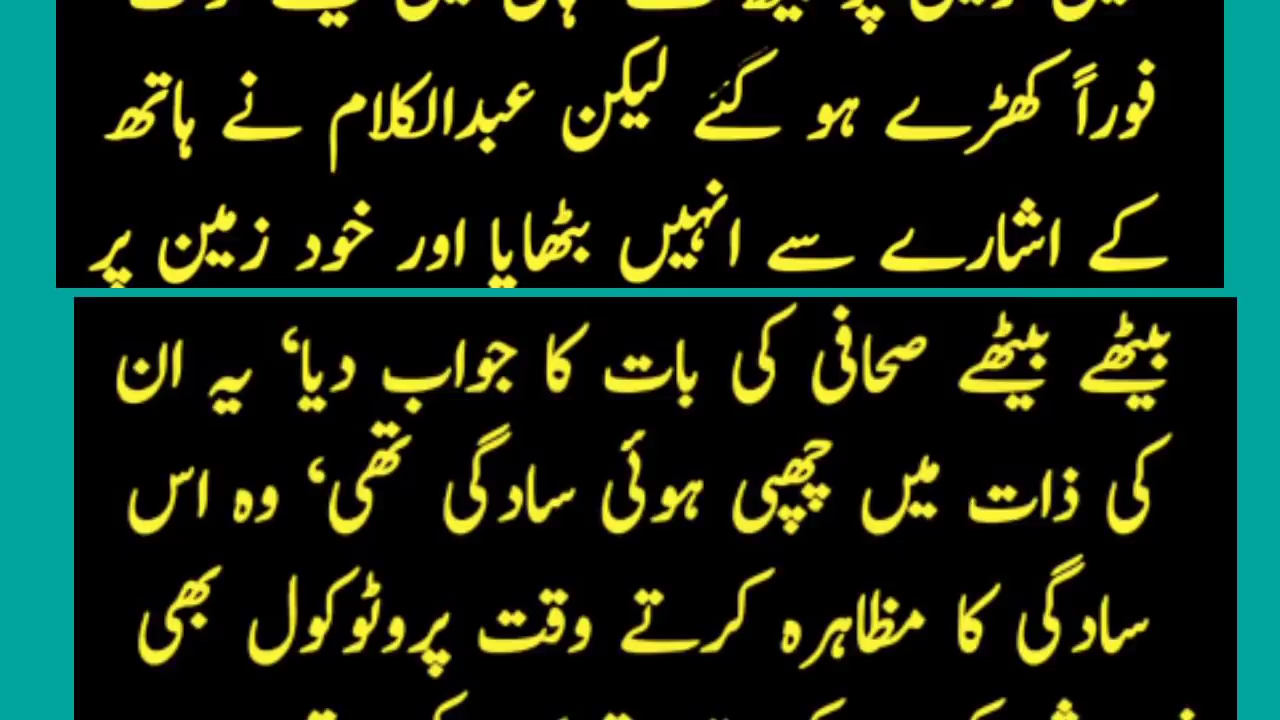 فوراً کھڑے ہو گئے لیکن عبدالکلام نے ہاتھ
کے اشارے سے انہیں بٹھایا اور خود زمین پر
بیٹھے بیٹھے صحافی کی بات کا جواب دیا‘ یہ ان
کی ذات میں چھپی ہوئی سادگی تھی‘ وہ اس
سادگی کا مظاہرہ کرتے وقت پروٹوکول بھی